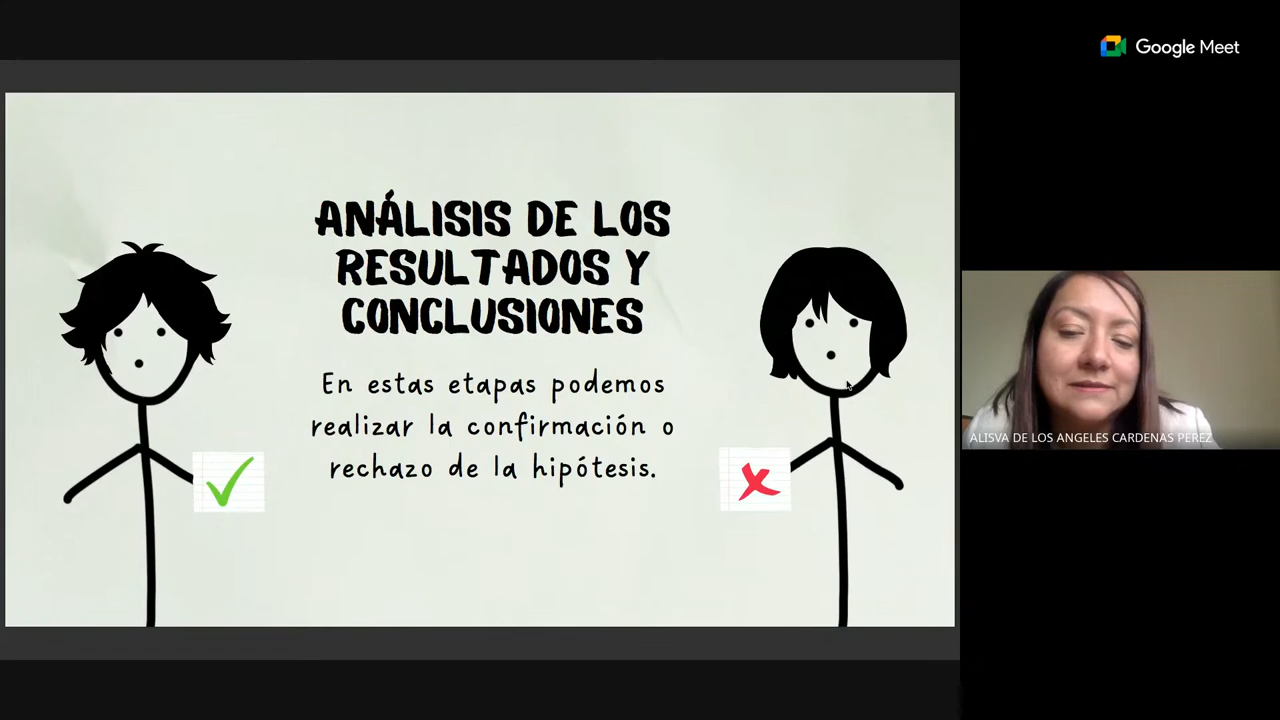 Google Meet
ANÁLISIS DE LOS
RESULTADOS Y
CONCLUSIONES
En estas etapas podemos
realizar la confirmación o
rechazo de la hipótesis.
ALISVA DE LOS ANGELES CARDENAS PEREZ